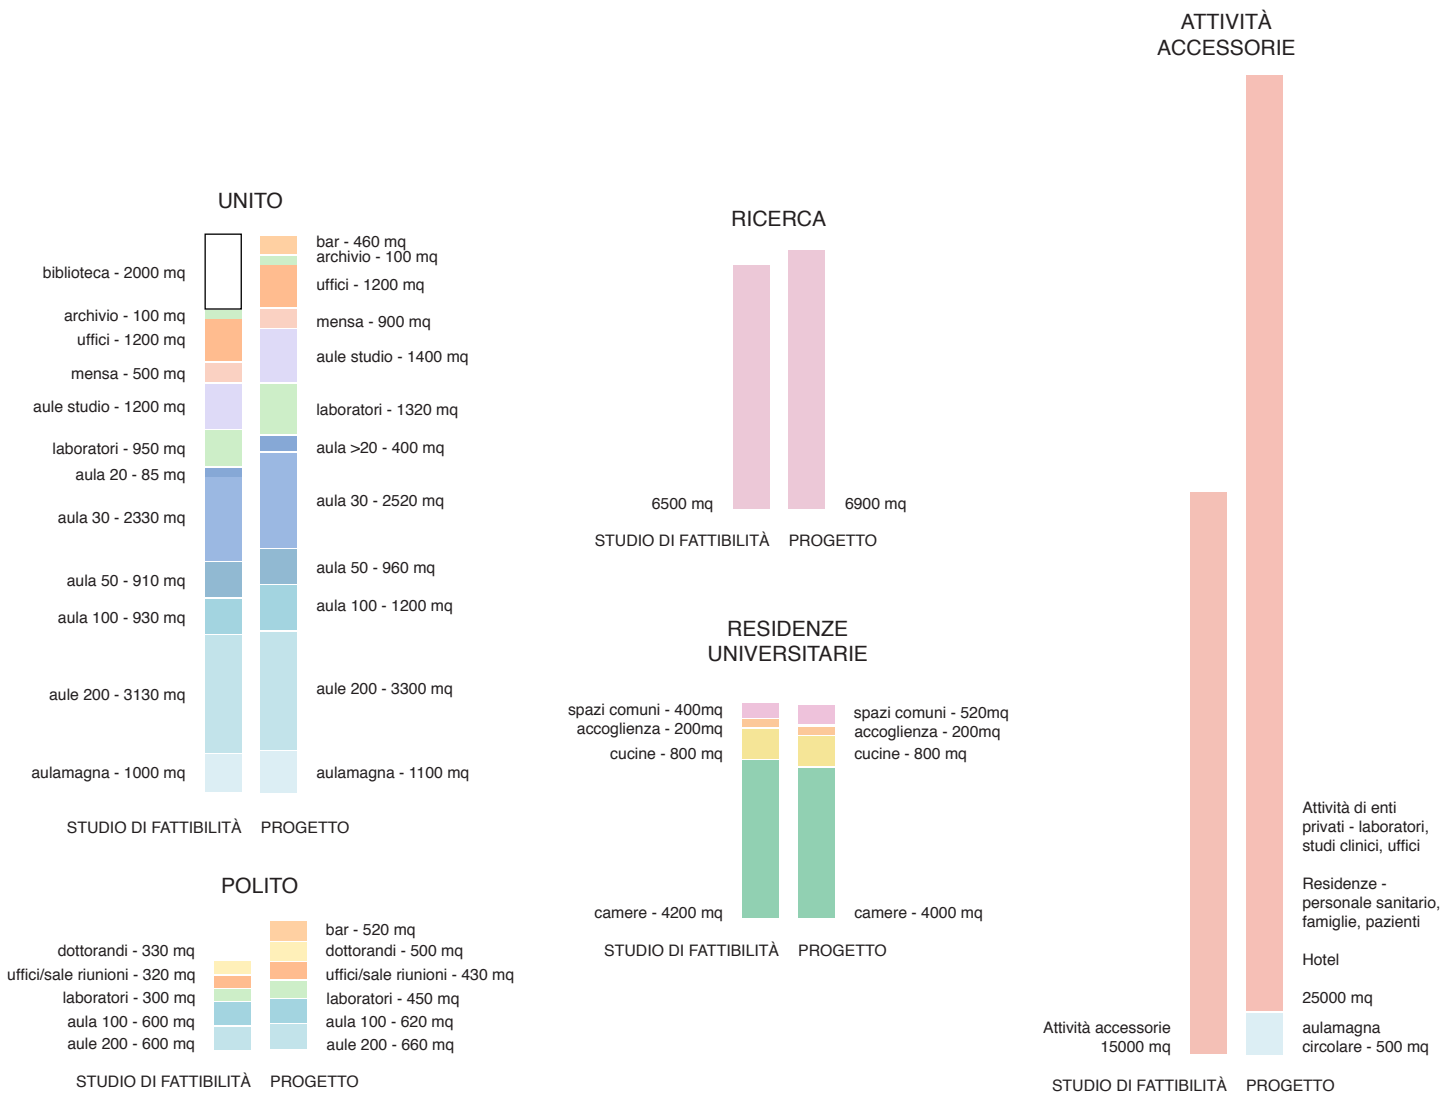 UNITO
biblioteca - 2000 mq
archivio - 100 mq
uffici - 1200 mq
mensa - 500 mq
aule studio - 1200 mq
laboratori - 950 mq
aula 20 - 85 mq
aula 30 - 2330 mq
aula 50 - 910 mq
aula 100 - 930 mq
aule 200 - 3130 mq
aulamagna - 1000 mq
bar - 460 mq
archivio - 100 mq
uffici - 1200 mq
mensa - 900 mq
aule studio - 1400 mq
laboratori - 1320 mq
aula >20 - 400 mq
aula 30 - 2520 mq
aula 50 - 960 mq
aula 100 - 1200 mq
aule 200 - 3300 mq
aulamagna - 1100 mq
STUDIO DI FATTIBILITÀ PROGETTO
POLITO
dottorandi - 330 mq
uffici/sale riunioni - 320 mq
laboratori - 300 mq
aula 100 - 600 mq
aule 200 - 600 mq
bar - 520 mq
dottorandi - 500 mq
uffici/sale riunioni - 430 mq
laboratori - 450 mq
aula 100 - 620 mq
aule 200 - 660 mq
STUDIO DI FATTIBILITÀ PROGETTO
RICERCA
6500 mq
6900 mq
STUDIO DI FATTIBILITÀ PROGETTO
RESIDENZE
UNIVERSITARIE
spazi comuni - 400mq
accoglienza - 200mq
cucine - 800 mq
camere - 4200 mq
spazi comuni - 520mq
accoglienza - 200mq
cucine - 800 mq
camere - 4000 mq
STUDIO DI FATTIBILITÀ PROGETTO
ATTIVITÀ
ACCESSORIE
Attività accessorie
15000 mq
Attività di enti
privati - laboratori,
studi clinici, uffici
Residenze -
personale sanitario,
famiglie, pazienti
Hotel
25000 mq
aulamagna
circolare - 500 mq
STUDIO DI FATTIBILITÀ PROGETTO